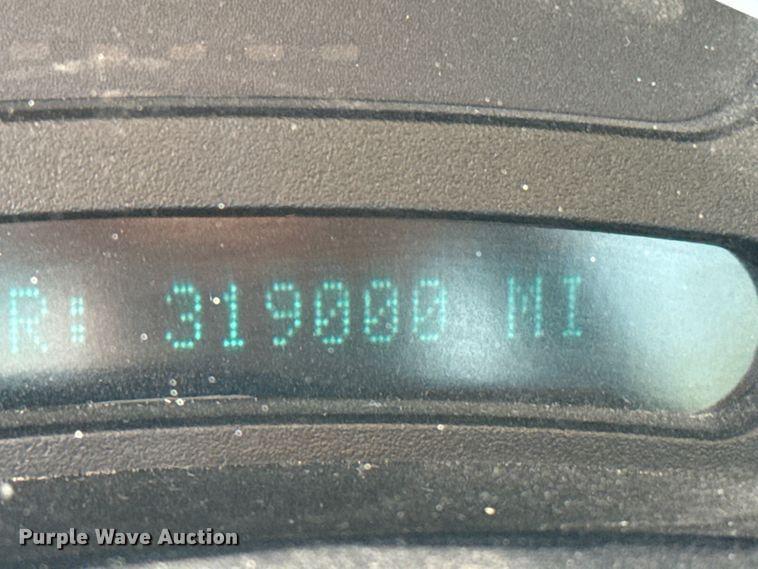 R: 319000 MI
Purple Wave Auction